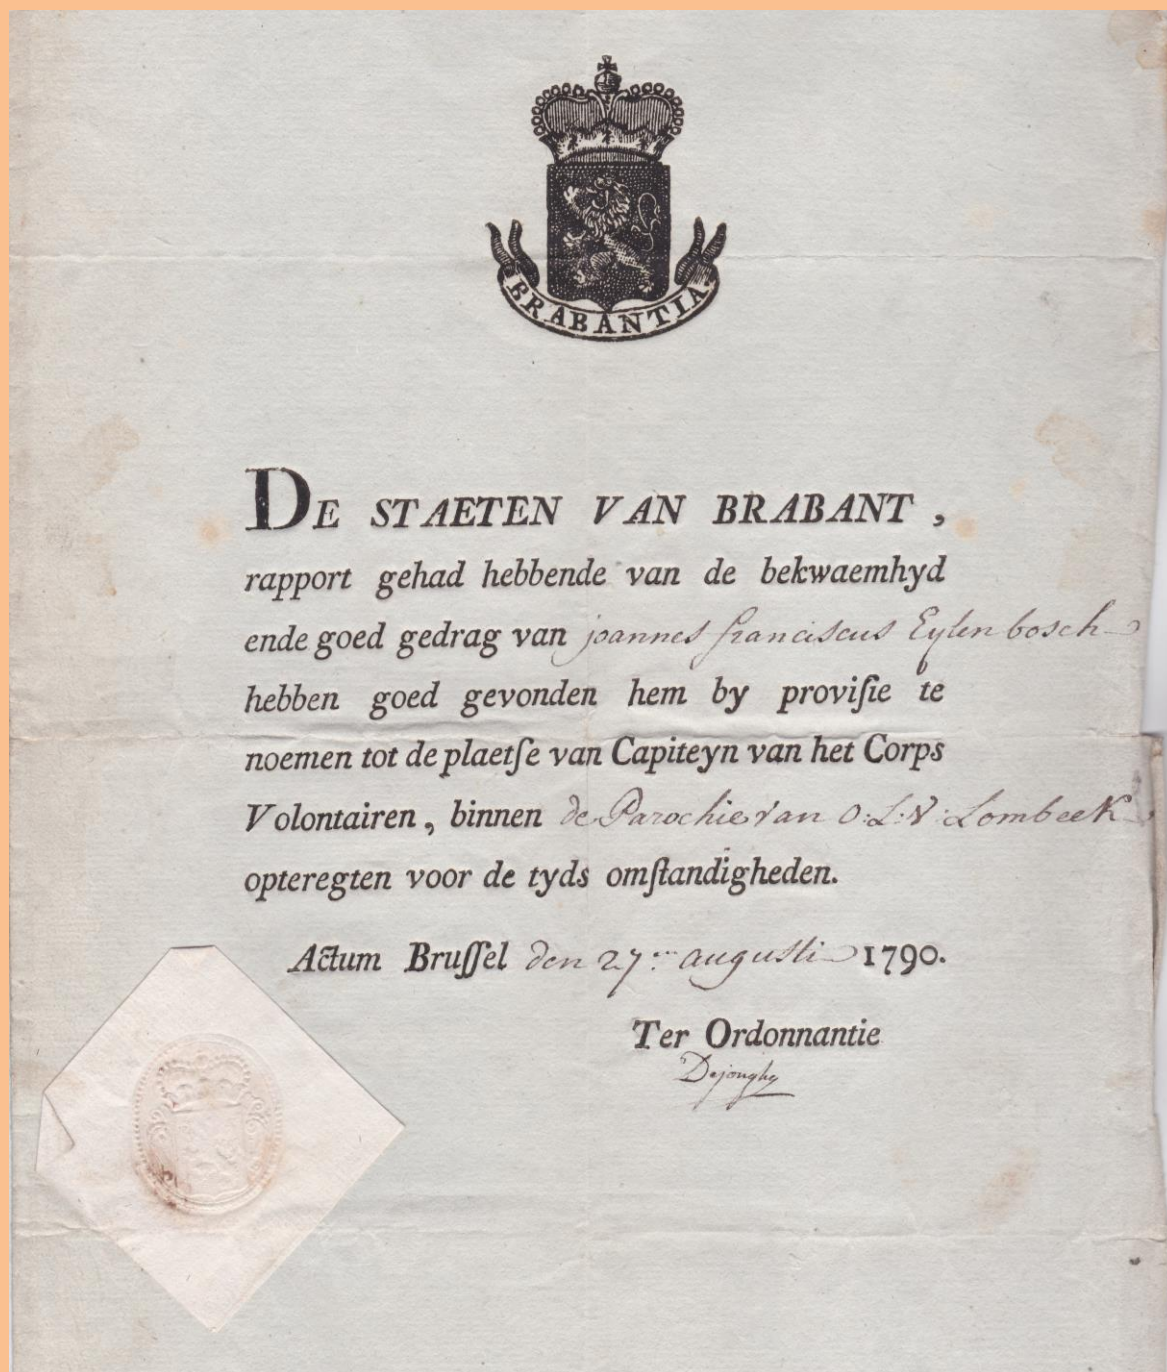 BRABANTIA
DE STAETEN VAN BRABANT,
rapport gehad hebbende van de bekwaemhyd
ende goed gedrag van joannes franciscus Eylenbosch
hebben goed gevonden hem by proviſie te
noemen tot de plaetſe van Capiteyn van het Corps
Volontairen, binnen de Parochie van O:L:V: Lombeek
opteregten voor de tyds omſtandigheden.
Actum Bruſſel den 27en augusti 1790.
Ter Ordonnantie
Dejonghe